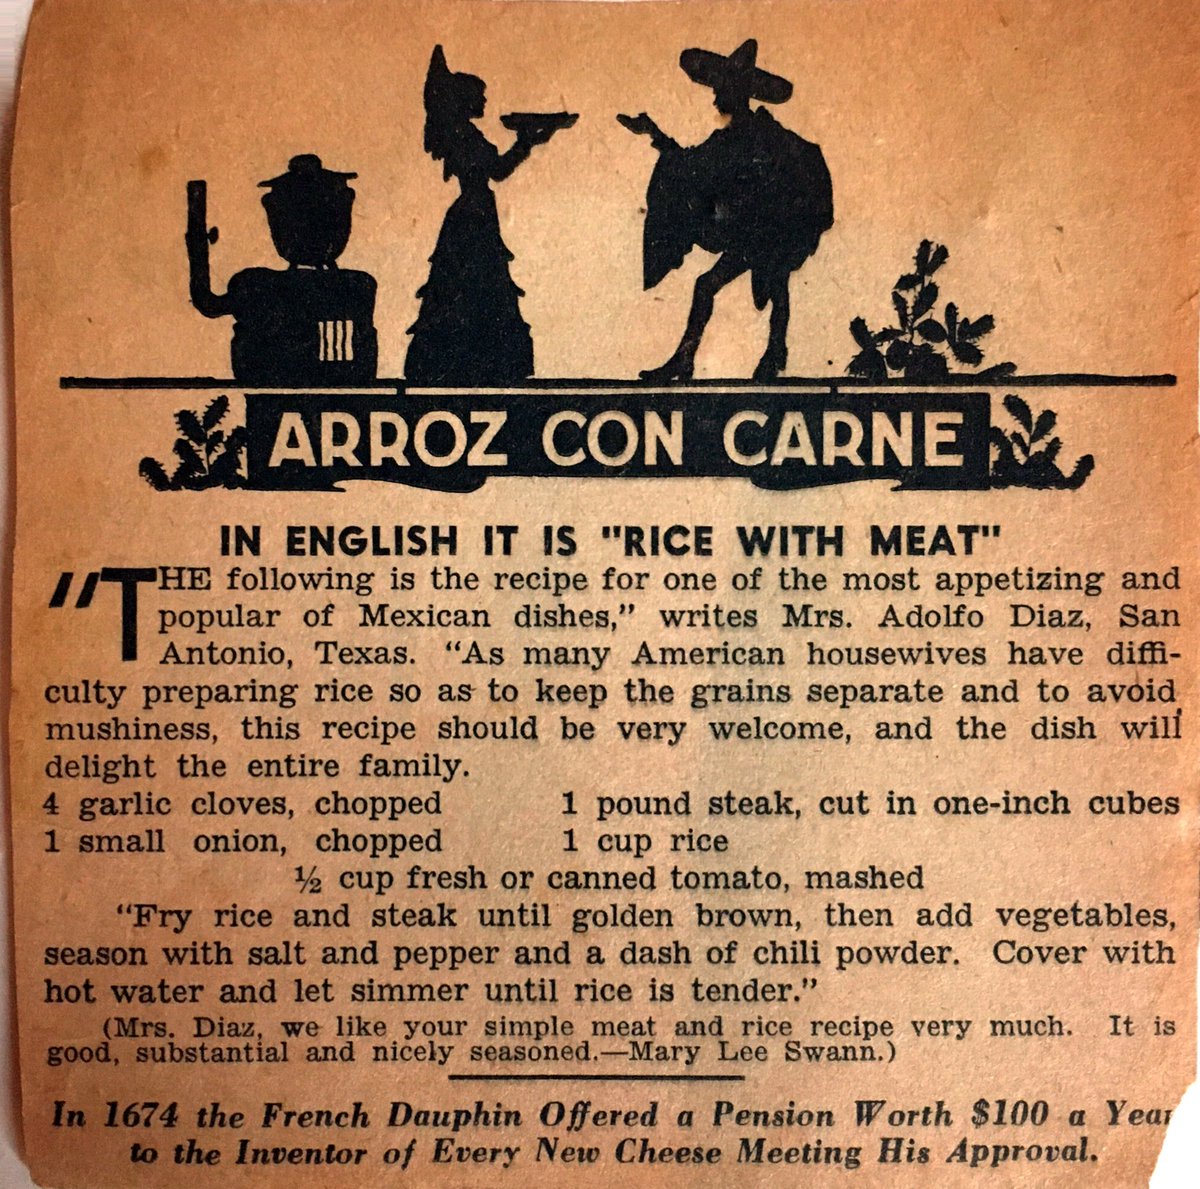 ARROZ CON CARNE
IN ENGLISH IT IS "RICE WITH MEAT"
"THE following is the recipe for one of the most appetizing and
popular of Mexican dishes," writes Mrs. Adolfo Diaz, San
Antonio, Texas. "As many American housewives have diffi-
culty preparing rice so as to keep the grains separate and to avoid
mushiness, this recipe should be very welcome, and the dish will
delight the entire family.
4 garlic cloves, chopped 1 pound steak, cut in one-inch cubes
1 small onion, chopped 1 cup rice
½ cup fresh or canned tomato, mashed
"Fry rice and steak until golden brown, then add vegetables,
season with salt and pepper and a dash of chili powder. Cover with
hot water and let simmer until rice is tender."
(Mrs. Diaz, we like your simple meat and rice recipe very much. It is
good, substantial and nicely seasoned.—Mary Lee Swann.)
In 1674 the French Dauphin Offered a Pension Worth $100 a Year
to the Inventor of Every New Cheese Meeting His Approval.